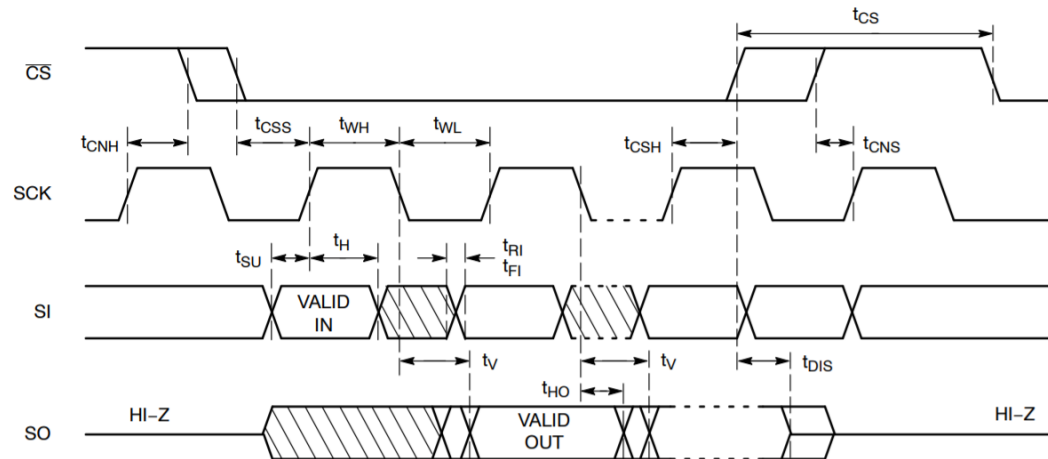 tCS
CS
tCSS
tWH
tWL
tCNH
tCSH
tCNS
SCK
tSU
tH
tRI
tFI
SI
VALID
IN
tV
tV
tDIS
tHO
HI-Z
VALID
OUT
HI-Z
SO